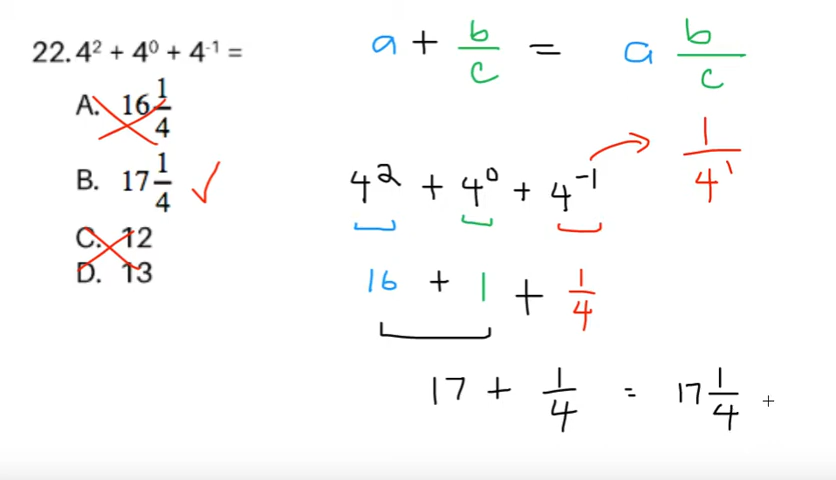 22. 4² + 4⁰ + 4⁻¹ =
A. 16 1/4
B. 17 1/4 ✓
C. 12
D. 13
a + b/c = a b/c
4² + 4⁰ + 4⁻¹ → 1/4¹
16 + 1 + 1/4
17 + 1/4 = 17 1/4